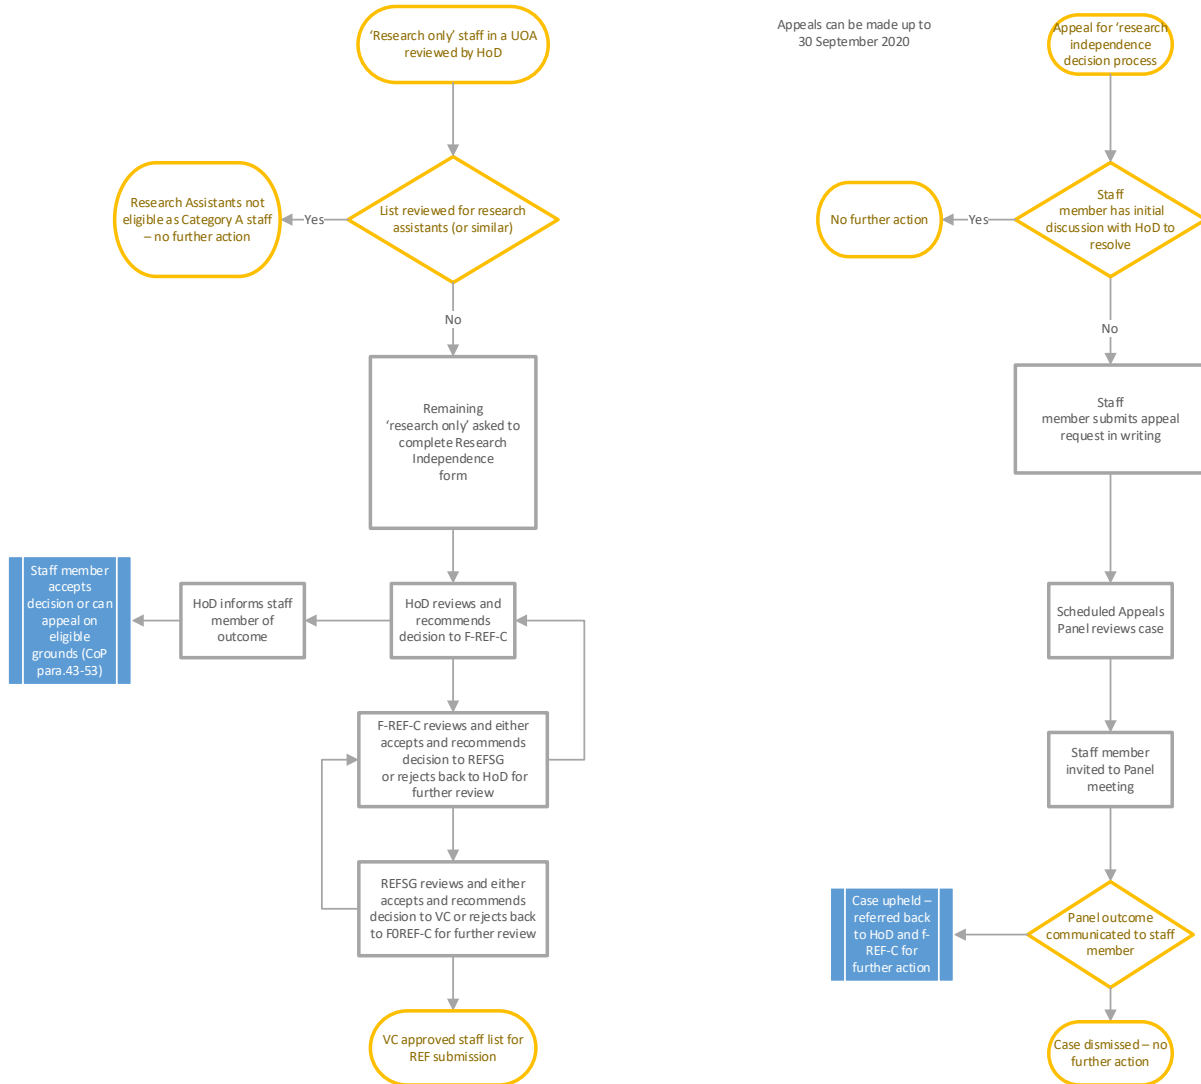 'Research only' staff in a UOA
reviewed by HoD
List reviewed for research
assistants (or similar)
Yes
Research Assistants not
eligible as Category A staff
– no further action
No
Remaining
'research only' asked to
complete Research
Independence
form
HoD reviews and
recommends
decision to F-REF-C
HoD informs staff
member of
outcome
Staff member
accepts
decision or can
appeal on
eligible
grounds (CoP
para.43-53)
F-REF-C reviews and either
accepts and recommends
decision to REFSG
or rejects back to HoD for
further review
REFSG reviews and either
accepts and recommends
decision to VC or rejects back
to F0REF-C for further review
VC approved staff list for
REF submission
Appeals can be made up to
30 September 2020
Appeal for 'research
independence
decision process
Staff
member has initial
discussion with HoD to
resolve
Yes
No further action
No
Staff
member submits appeal
request in writing
Scheduled Appeals
Panel reviews case
Staff member
invited to Panel
meeting
Panel outcome
communicated to staff
member
Case upheld –
referred back
to HoD and f-
REF-C for
further action
Case dismissed – no
further action